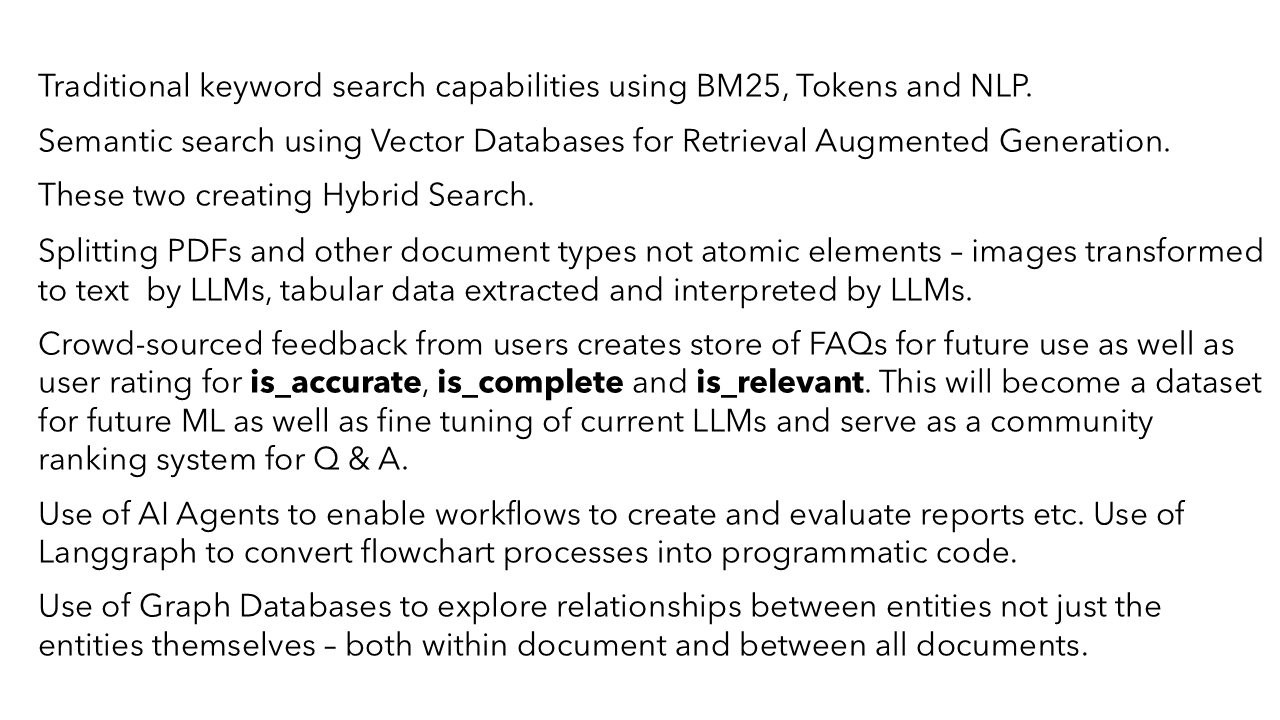 Traditional keyword search capabilities using BM25, Tokens and NLP.
Semantic search using Vector Databases for Retrieval Augmented Generation.
These two creating Hybrid Search.
Splitting PDFs and other document types not atomic elements – images transformed
to text  by LLMs, tabular data extracted and interpreted by LLMs.
Crowd-sourced feedback from users creates store of FAQs for future use as well as
user rating for is_accurate, is_complete and is_relevant. This will become a dataset
for future ML as well as fine tuning of current LLMs and serve as a community
ranking system for Q & A.
Use of AI Agents to enable workflows to create and evaluate reports etc. Use of
Langgraph to convert flowchart processes into programmatic code.
Use of Graph Databases to explore relationships between entities not just the
entities themselves – both within document and between all documents.